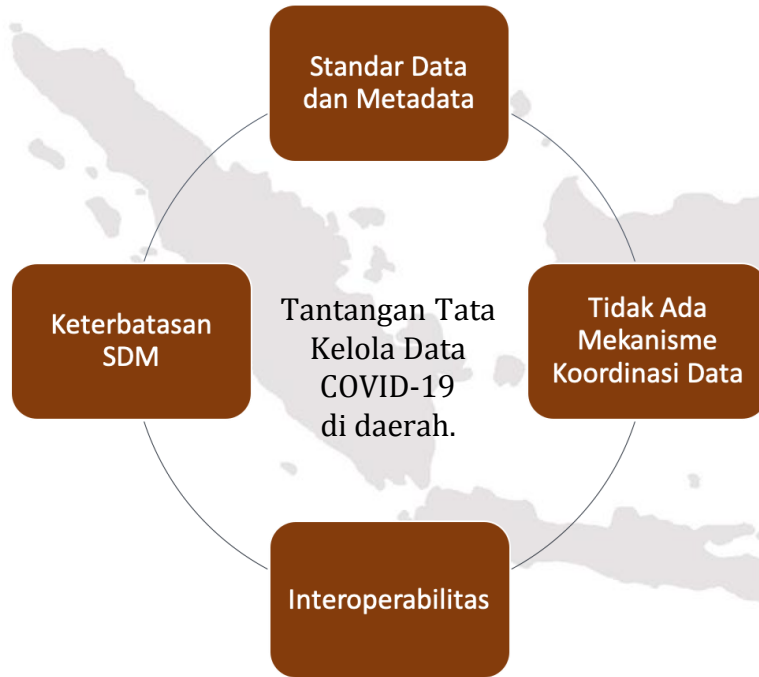 Standar Data
dan Metadata
Keterbatasan
SDM
Tantangan Tata
Kelola Data
COVID-19
di daerah.
Tidak Ada
Mekanisme
Koordinasi Data
Interoperabilitas